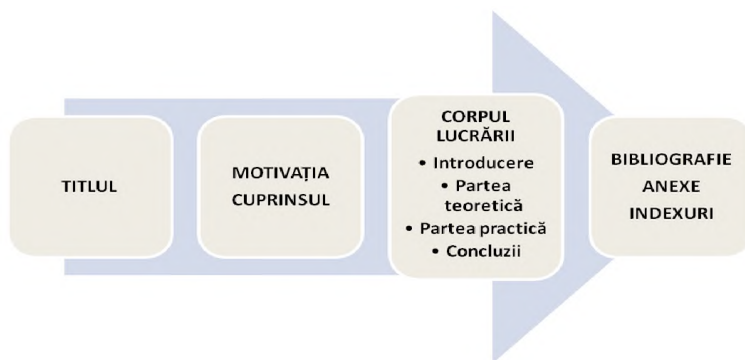 TITLUL
MOTIVAȚIA
CUPRINSUL
CORPUL
LUCRĂRII
• Introducere
• Partea
teoretică
• Partea practică
• Concluzii
BIBLIOGRAFIE
ANEXE
INDEXURI